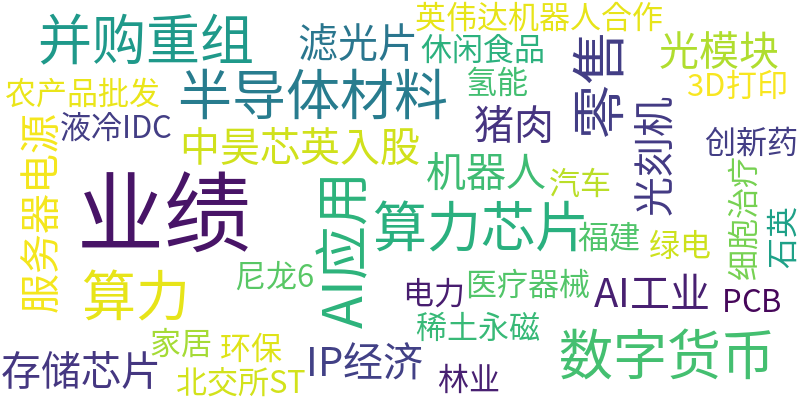 英伟达机器人合作
并购重组
滤光片
休闲食品
光模块
零售
农产品批发
半导体材料
氢能
3D打印
液冷IDC
猪肉
光刻机
创新药
服务器电源
中昊芯英入股
机器人
汽车
细胞治疗
业绩
AI应用
算力芯片
福建
绿电
石英
算力
尼龙6
电力
医疗器械
AI工业
PCB
稀土永磁
家居
环保
数字货币
存储芯片
北交所ST
IP经济
林业